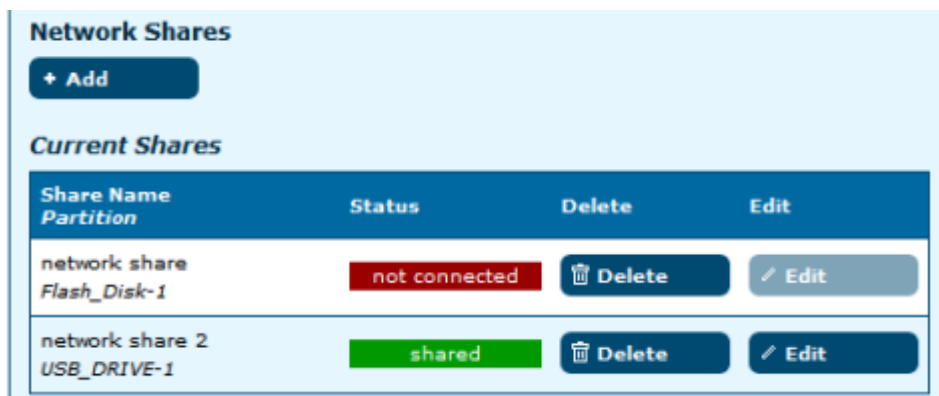 Network Shares
+ Add
Current Shares
Share Name Status Delete Edit
Partition
network share not connected Delete Edit
Flash_Disk-1
network share 2 shared Delete Edit
USB_DRIVE-1